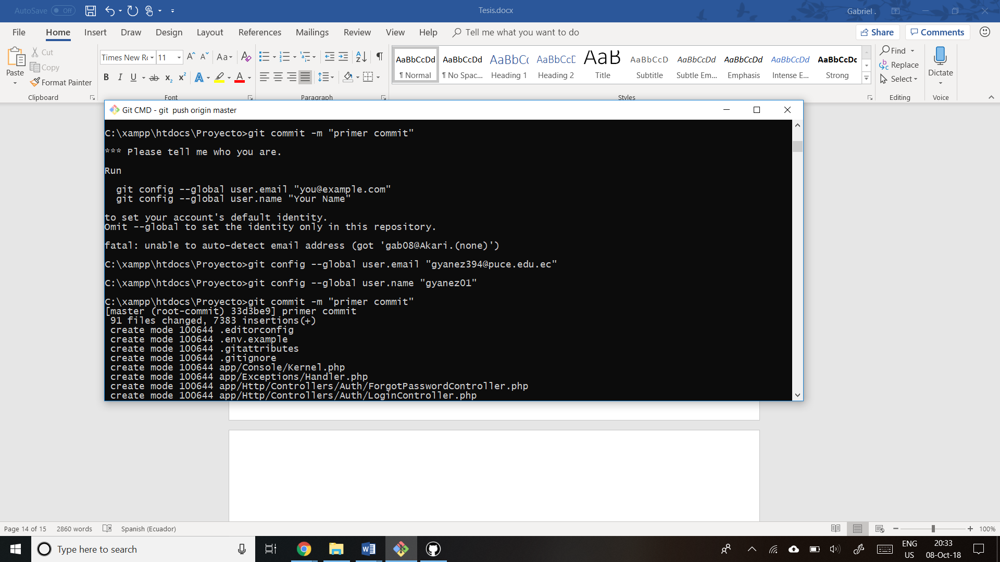 AutoSave Off
Tesis.docx
Gabriel .
File Home Insert Draw Design Layout References Mailings Review View Help Tell me what you want to do
Share Comments
Paste
Cut
Copy
Format Painter
Clipboard
Times New Ro 11
Font
Paragraph
AaBbCcDd AaBbCcDd AaBbCc AaBbCcD AaB AaBbCcD AaBbCcDd AaBbCcDd AaBbCcDd AaBbCcDc
¶ Normal ¶ No Spac... Heading 1 Heading 2 Title Subtitle Subtle Em... Emphasis Intense E... Strong
Styles
Find
Replace
Select
Editing
Dictate
Voice
Git CMD - git  push origin master
C:\xampp\htdocs\Proyecto>git commit -m "primer commit"
*** Please tell me who you are.
Run
git config --global user.email "you@example.com"
git config --global user.name "Your Name"
to set your account's default identity.
Omit --global to set the identity only in this repository.
fatal: unable to auto-detect email address (got 'gab08@Akari.(none)')
C:\xampp\htdocs\Proyecto>git config --global user.email "gyanez394@puce.edu.ec"
C:\xampp\htdocs\Proyecto>git config --global user.name "gyanez01"
C:\xampp\htdocs\Proyecto>git commit -m "primer commit"
[master (root-commit) 33d3be9] primer commit
91 files changed, 7383 insertions(+)
create mode 100644 .editorconfig
create mode 100644 .env.example
create mode 100644 .gitattributes
create mode 100644 .gitignore
create mode 100644 app/Console/Kernel.php
create mode 100644 app/Exceptions/Handler.php
create mode 100644 app/Http/Controllers/Auth/ForgotPasswordController.php
create mode 100644 app/Http/Controllers/Auth/LoginController.php
Page 14 of 15 2860 words Spanish (Ecuador)
100%
Type here to search
ENG
US
20:33
08-Oct-18